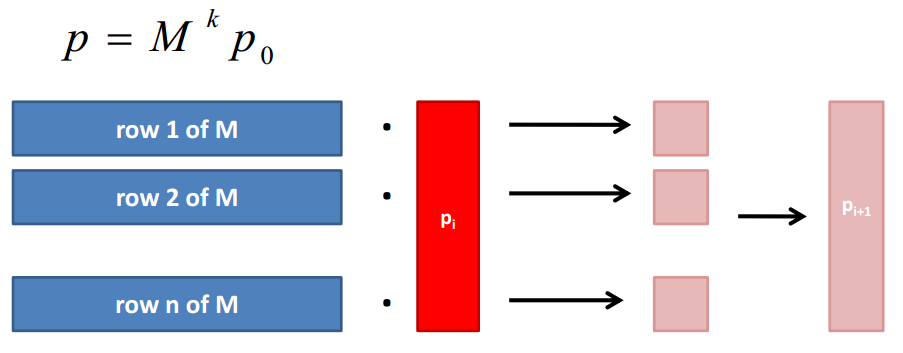 p = M^k p_0
row 1 of M
row 2 of M
p_i
p_{i+1}
row n of M